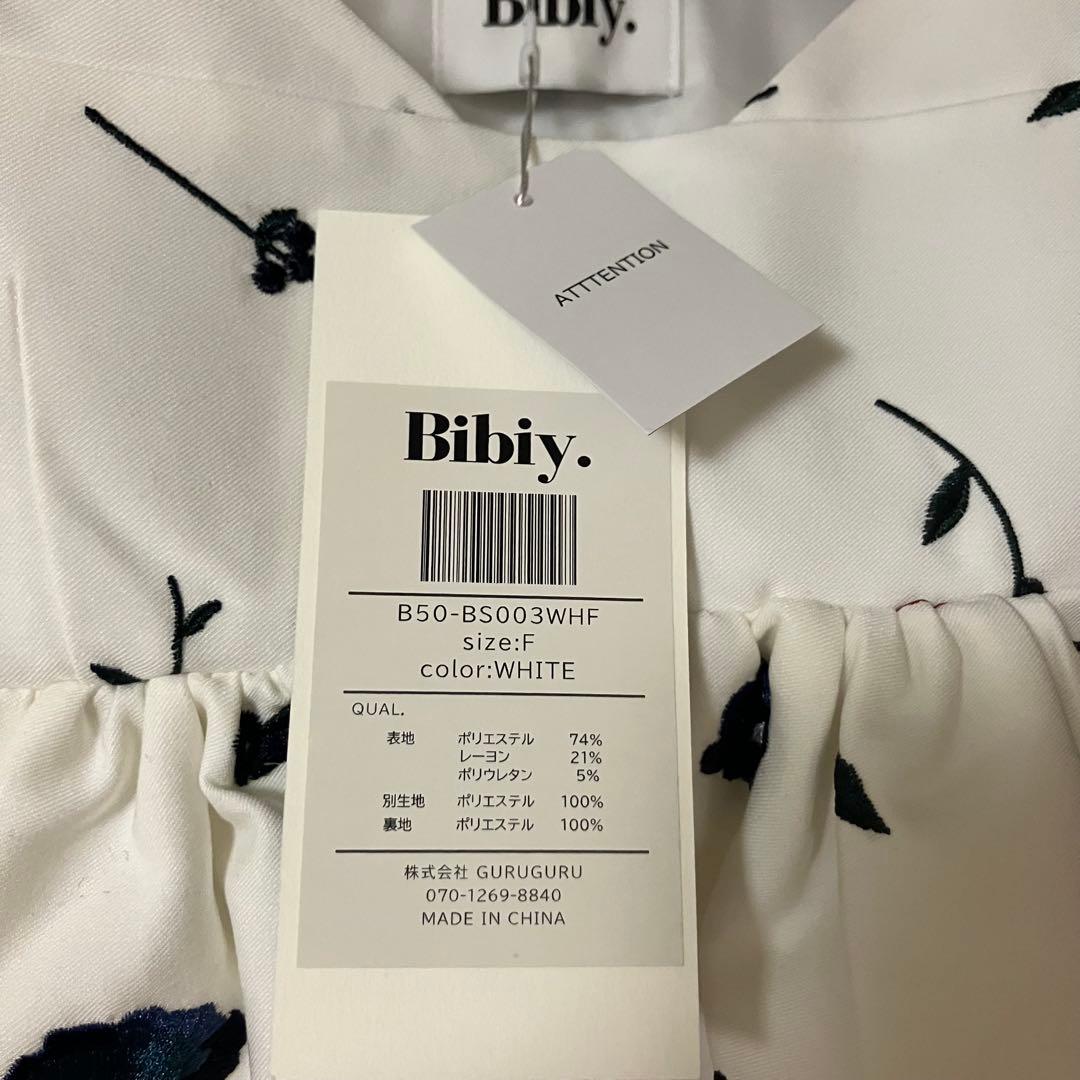 Bibiy.
ATTTENTION
Bibiy.
B50-BS003WHF
size:F
color:WHITE
QUAL.
表地 ポリエステル 74%
レーヨン 21%
ポリウレタン 5%
別生地 ポリエステル 100%
裏地 ポリエステル 100%
株式会社 GURUGURU
070-1269-8840
MADE IN CHINA